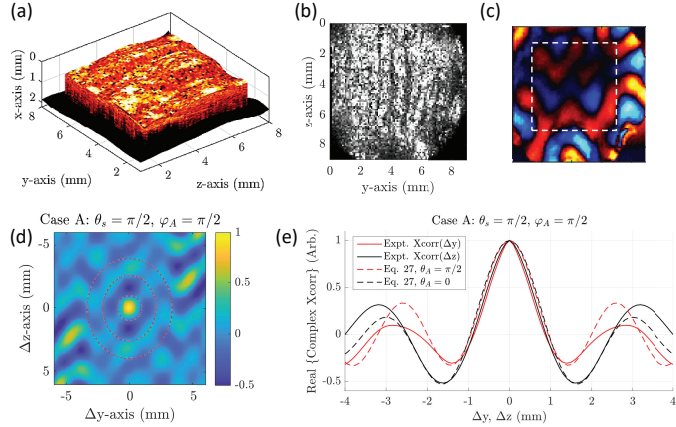 (a)
0
1
2
8
6
4
2
2
4
6
8
x-axis (mm)
y-axis (mm)
z-axis (mm)
(b)
0
2
4
6
8
0 2 4 6 8
z-axis (mm)
y-axis (mm)
(c)
Case A: θs = π/2, φA = π/2
(d)
-5
0
5
-5 0 5
Δz-axis (mm)
Δy-axis (mm)
1
0.5
0
-0.5
Case A: θs = π/2, φA = π/2
(e)
Real {Complex Xcorr} (Arb.)
1
0.5
0
-0.5
Expt. Xcorr(Δy)
Expt. Xcorr(Δz)
Eq. 27, θA = π/2
Eq. 27, θA = 0
-4 -3 -2 -1 0 1 2 3 4
Δy, Δz (mm)